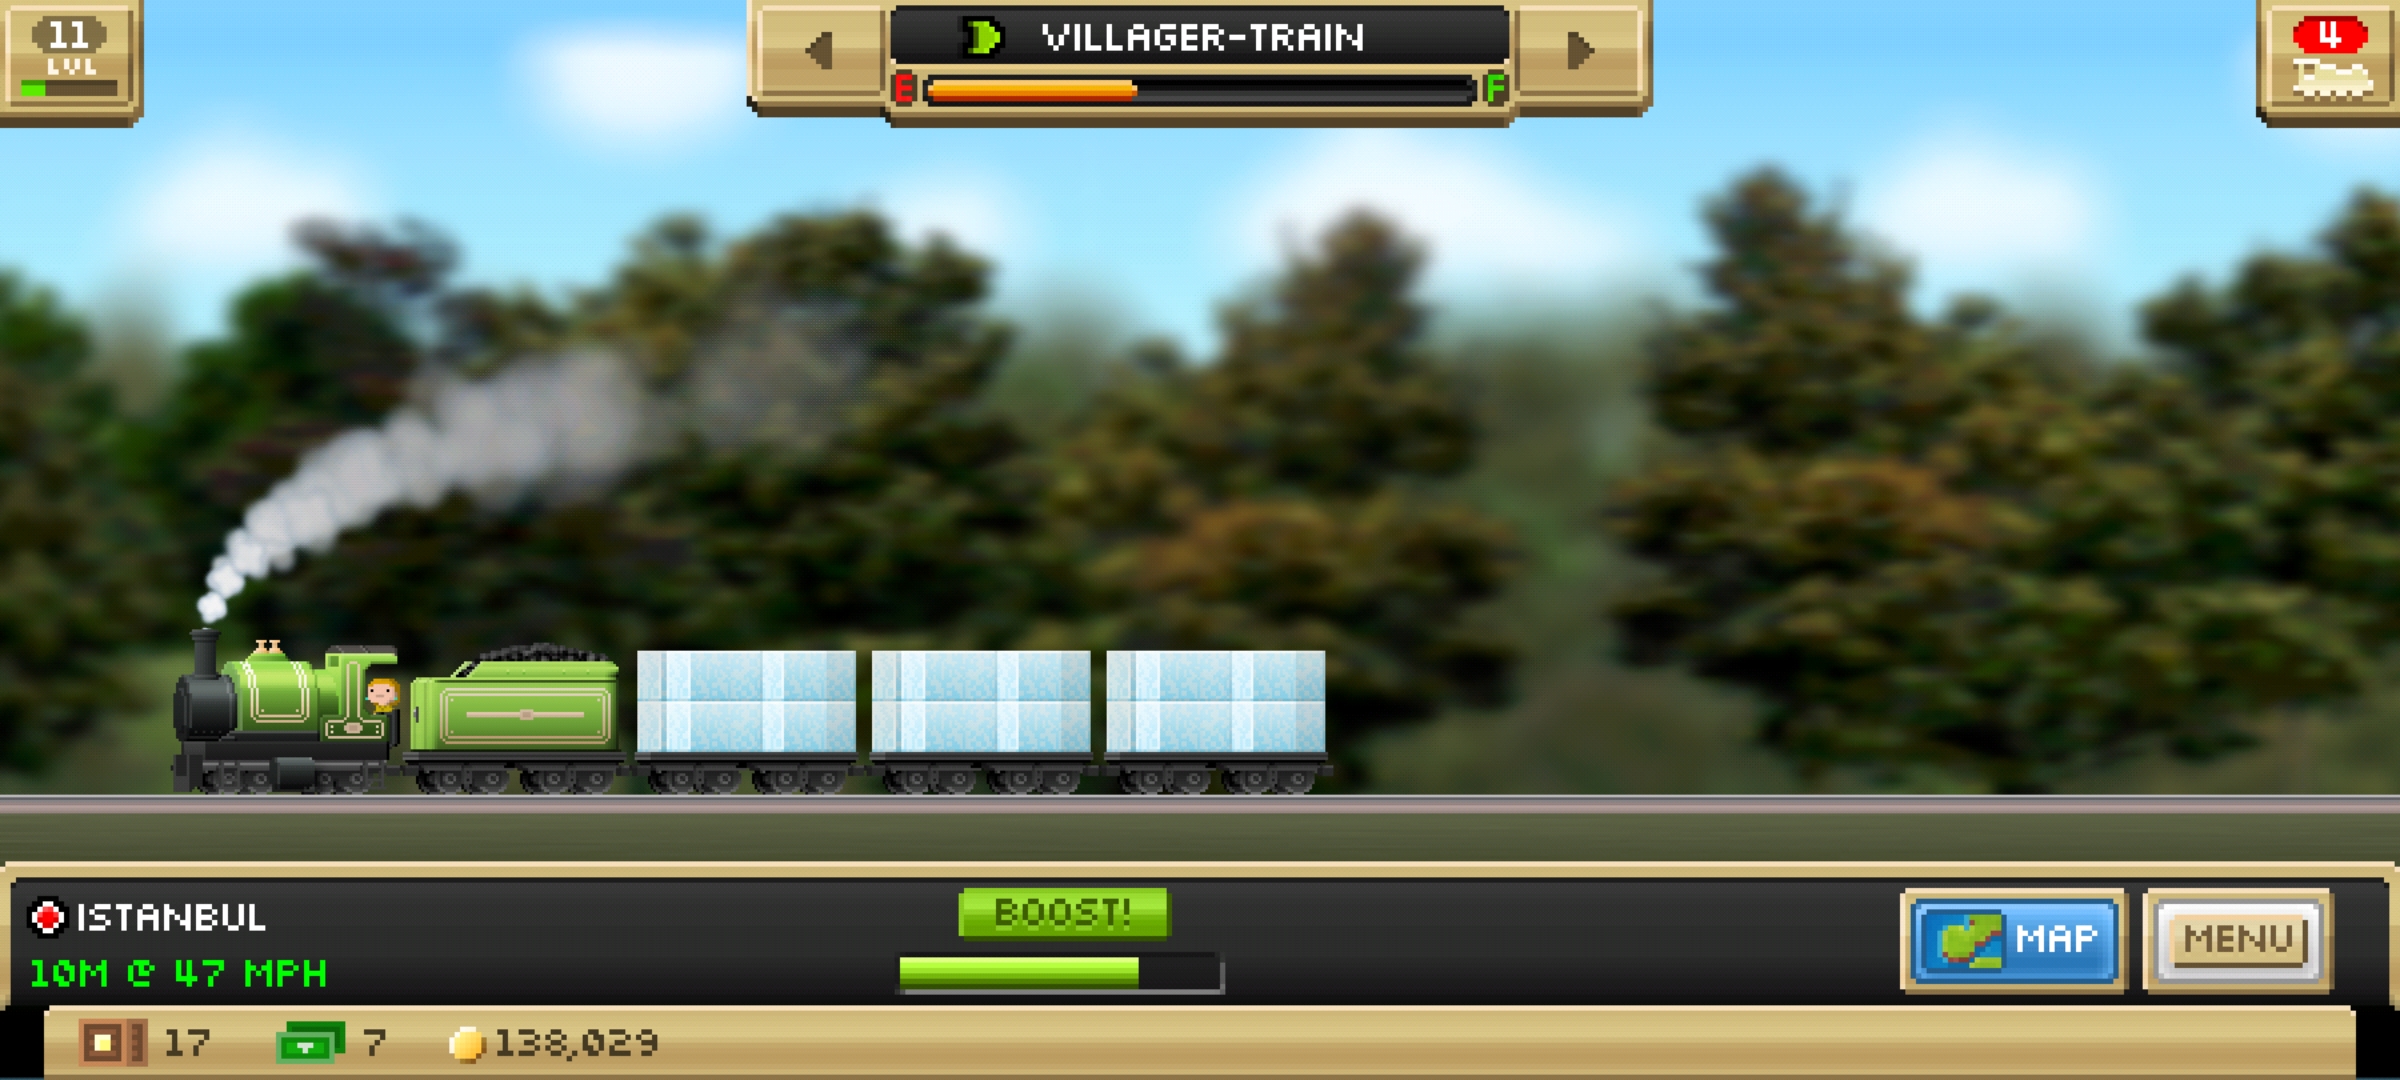 11
LVL
VILLAGER-TRAIN
E F
4
ISTANBUL
10M @ 47 MPH
BOOST!
MAP
MENU
17
7
138,029